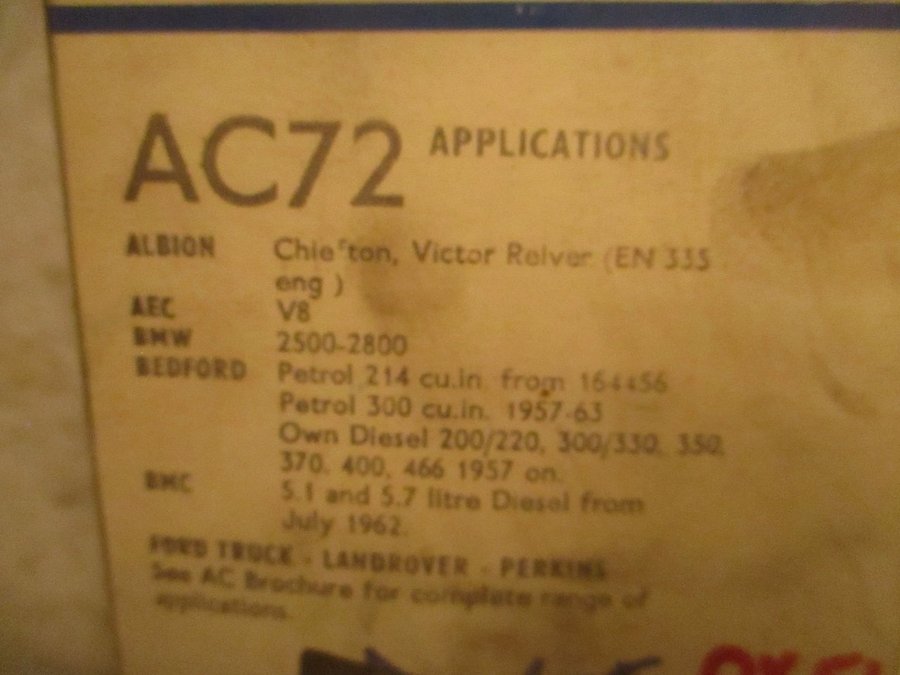 AC72 APPLICATIONS
ALBION Chiefton, Victor Reiver (EN 335
eng )
AEC V8
BMW 2500-2800
BEDFORD Petrol 214 cu.in. from 164456
Petrol 300 cu.in. 1957-63
Own Diesel 200/220, 300/330, 350,
370, 400, 466 1957 on.
BMC 5.1 and 5.7 litre Diesel from
July 1962.
FORD TRUCK - LANDROVER - PERKINS
See AC Brochure for complete range of
applications.